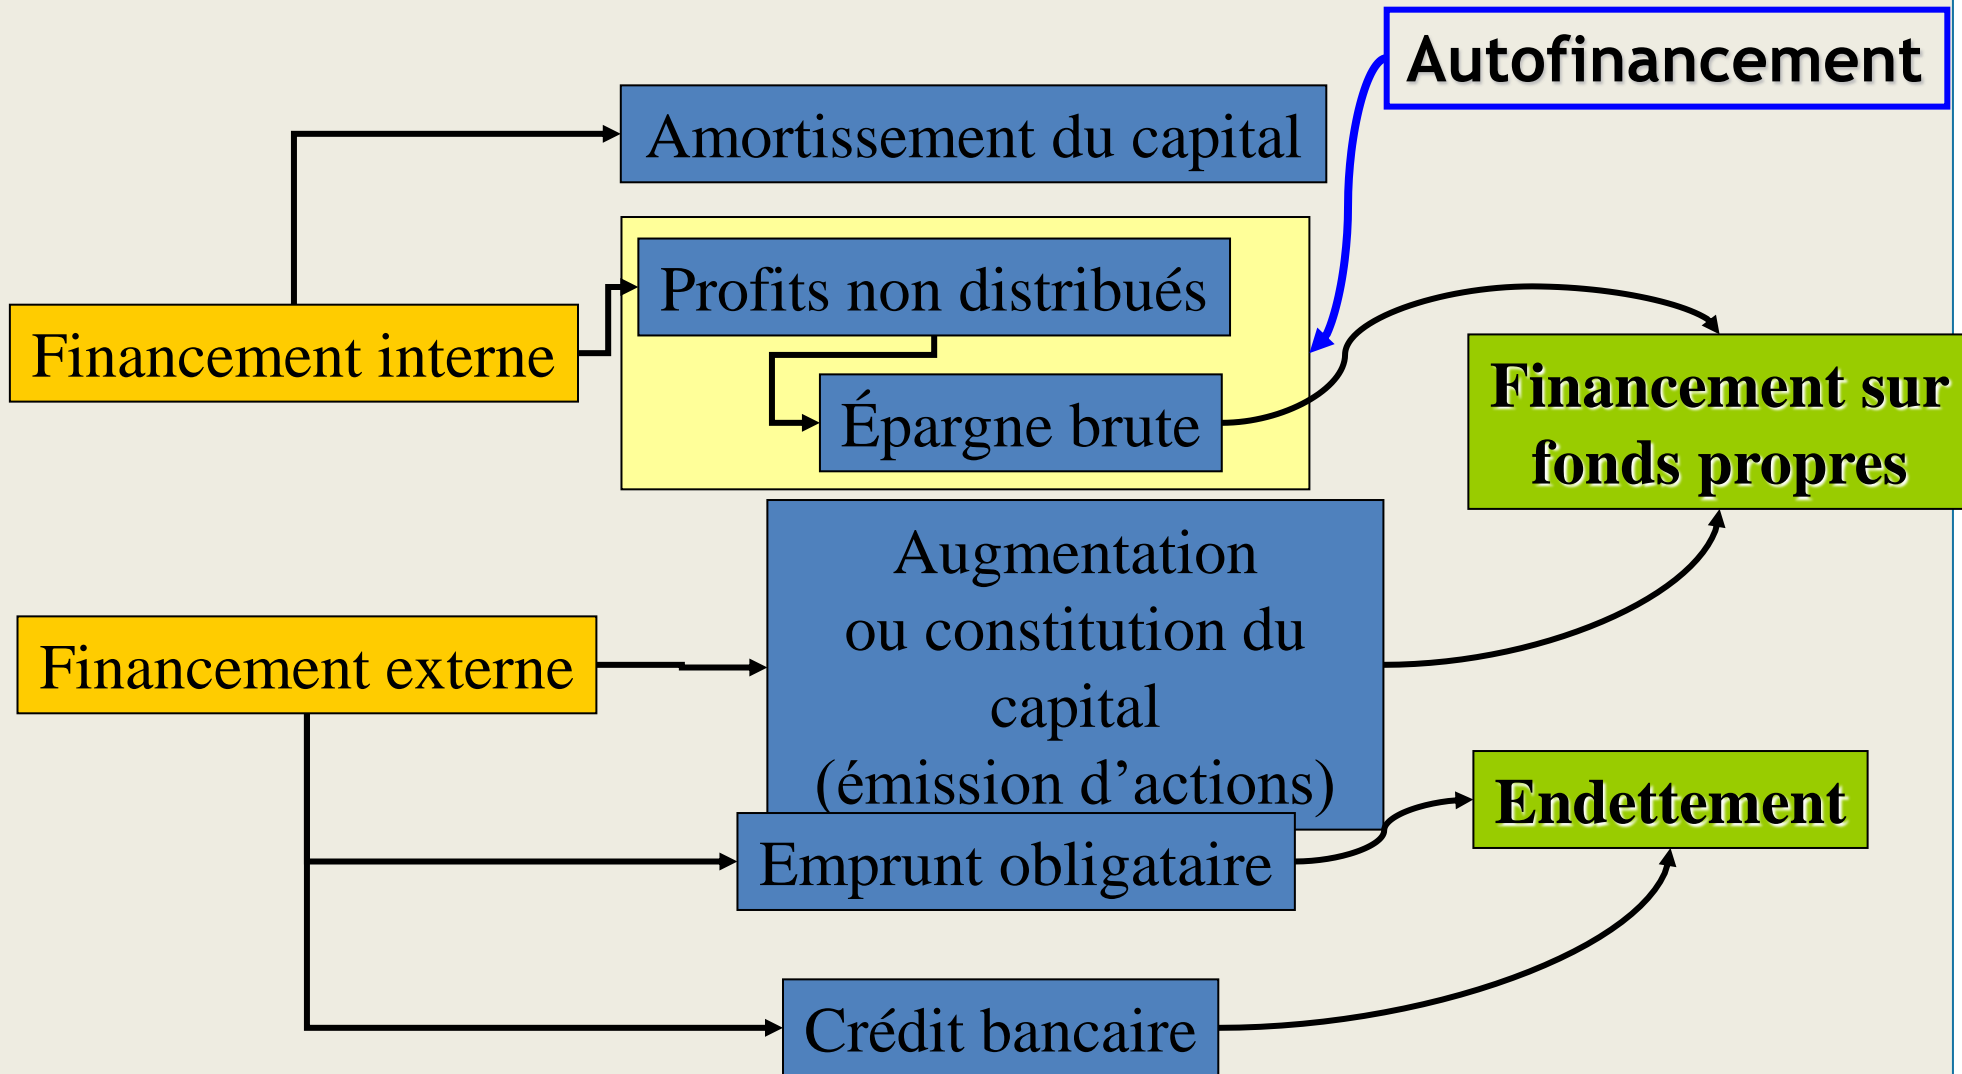 Autofinancement
Amortissement du capital
Profits non distribués
Financement interne
Épargne brute
Financement sur
fonds propres
Augmentation
ou constitution du
capital
(émission d’actions)
Financement externe
Endettement
Emprunt obligataire
Crédit bancaire